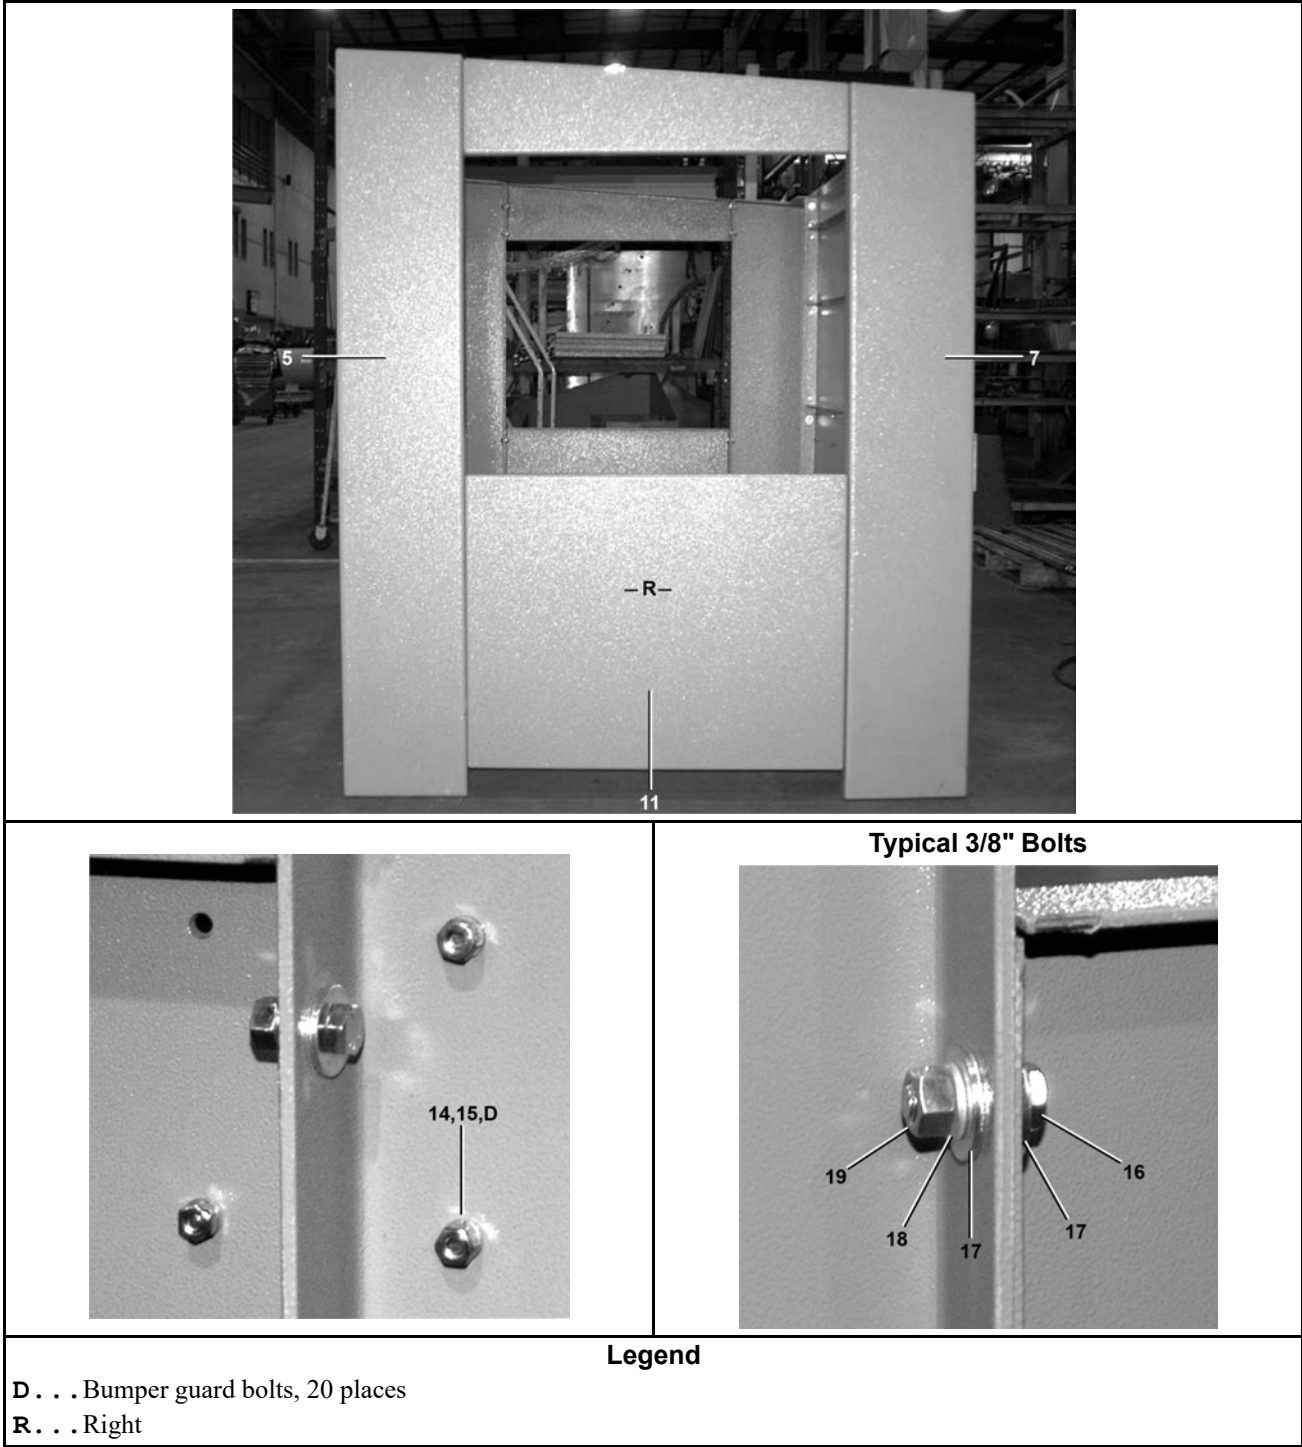 5
7
— R —
11
Typical 3/8" Bolts
14,15,D
19
18
17
17
16
Legend
D...Bumper guard bolts, 20 places
R...Right